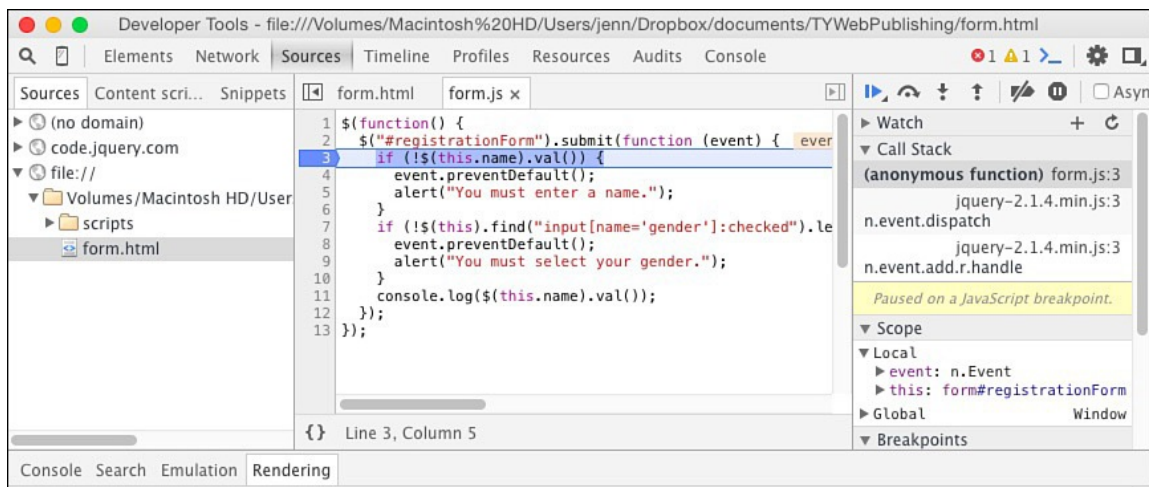 Developer Tools - file:///Volumes/Macintosh%20HD/Users/jenn/Dropbox/documents/TYWebPublishing/form.html
Elements Network Sources Timeline Profiles Resources Audits Console 1 1
Sources Content scri... Snippets
(no domain)
code.jquery.com
file://
Volumes/Macintosh HD/User
scripts
form.html
form.html form.js ×
1 $(function() {
2 $("#registrationForm").submit(function (event) { ever
3 if (!$(this.name).val()) {
4 event.preventDefault();
5 alert("You must enter a name.");
6 }
7 if (!$(this).find("input[name='gender']:checked").le
8 event.preventDefault();
9 alert("You must select your gender.");
10 }
11 console.log($(this.name).val());
12 });
13 });
{} Line 3, Column 5
Asyn
Watch
Call Stack
(anonymous function) form.js:3
jquery-2.1.4.min.js:3
n.event.dispatch
jquery-2.1.4.min.js:3
n.event.add.r.handle
Paused on a JavaScript breakpoint.
Scope
Local
event: n.Event
this: form#registrationForm
Global Window
Breakpoints
Console Search Emulation Rendering